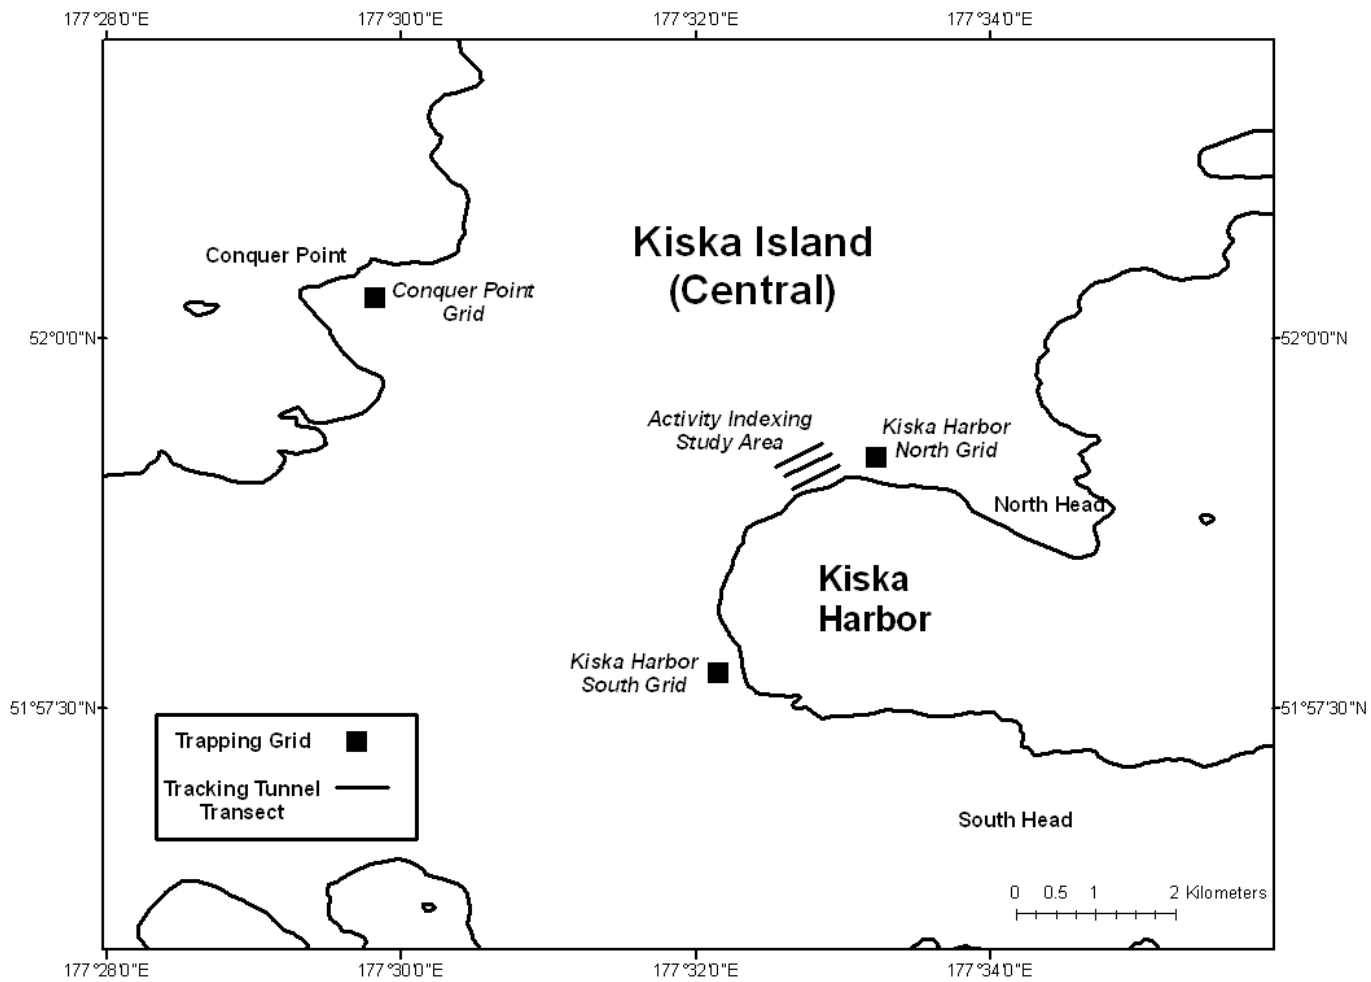 177°28'0"E 177°30'0"E 177°32'0"E 177°34'0"E
Kiska Island
(Central)
Conquer Point
Conquer Point
Grid
52°0'0"N 52°0'0"N
Activity Indexing
Study Area
Kiska Harbor
North Grid
North Head
Kiska
Harbor
Kiska Harbor
South Grid
51°57'30"N 51°57'30"N
Trapping Grid
Tracking Tunnel
Transect
South Head
0 0.5 1 2 Kilometers
177°28'0"E 177°30'0"E 177°32'0"E 177°34'0"E